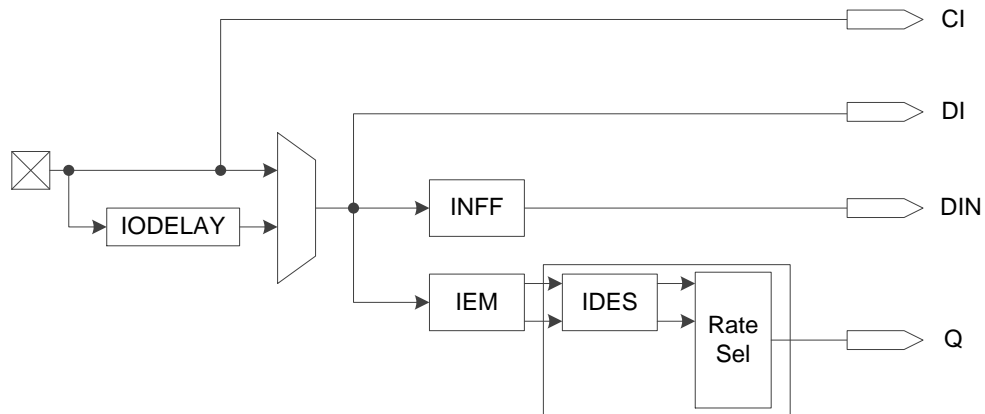 CI
DI
IODELAY
INFF
DIN
IEM
IDES
Rate
Sel
Q